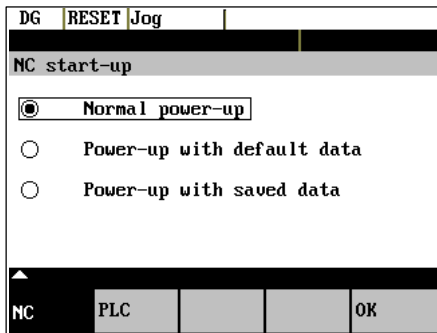 DG RESET Jog
NC start-up
Normal power-up
Power-up with default data
Power-up with saved data
NC PLC OK